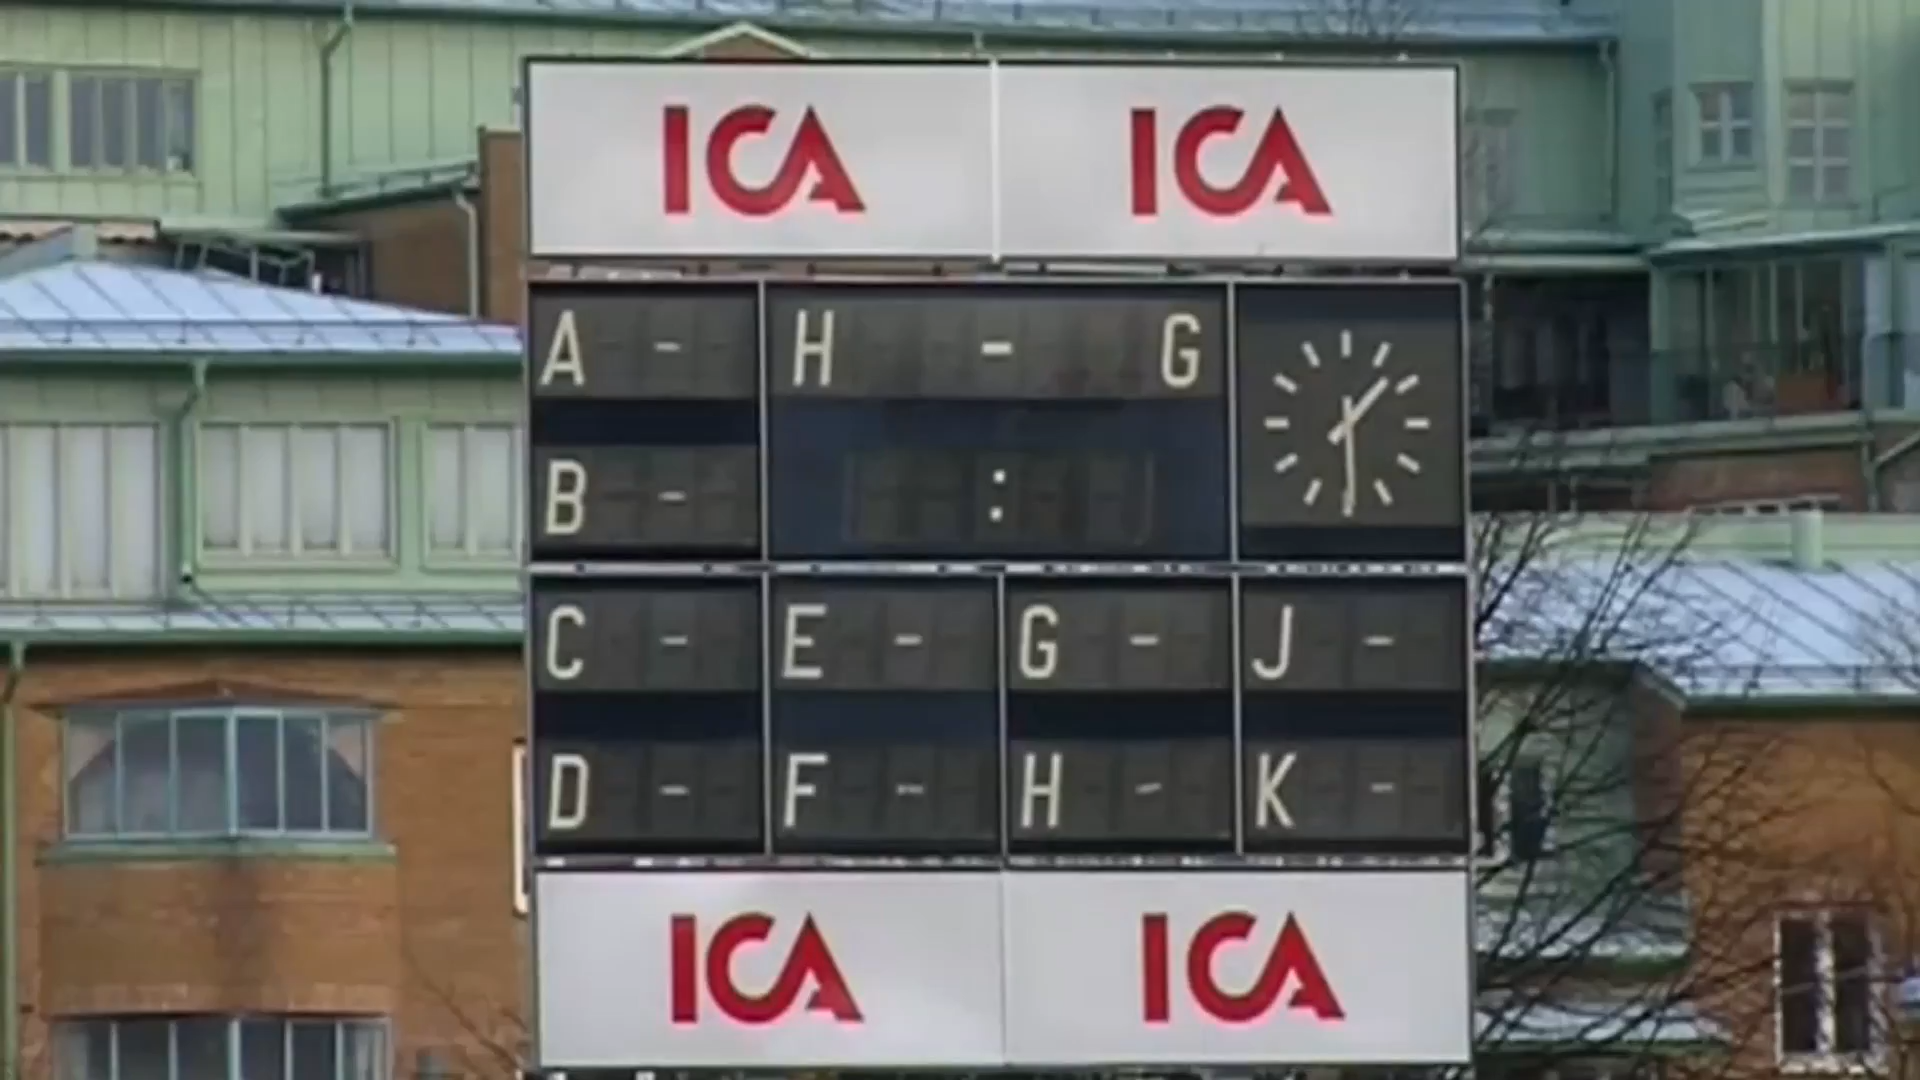 ICA ICA
A - H - G
B - :
C - E - G - J -
D - F - H - K -
ICA ICA